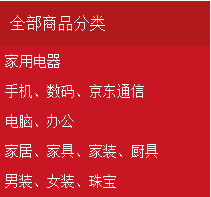 全部商品分类
家用电器
手机、数码、京东通信
电脑、办公
家居、家具、家装、厨具
男装、女装、珠宝